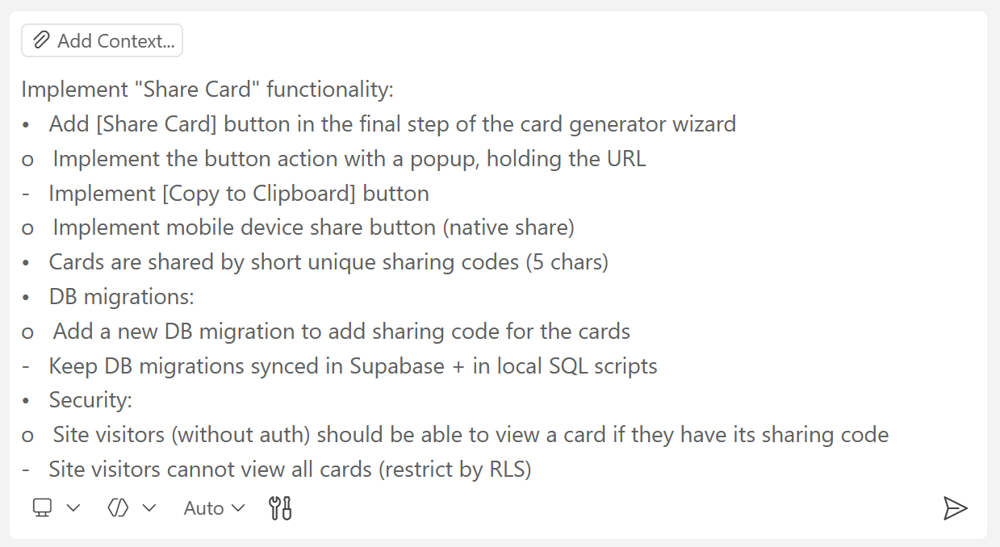 Add Context...
Implement "Share Card" functionality:
• Add [Share Card] button in the final step of the card generator wizard
o Implement the button action with a popup, holding the URL
- Implement [Copy to Clipboard] button
o Implement mobile device share button (native share)
• Cards are shared by short unique sharing codes (5 chars)
• DB migrations:
o Add a new DB migration to add sharing code for the cards
- Keep DB migrations synced in Supabase + in local SQL scripts
• Security:
o Site visitors (without auth) should be able to view a card if they have its sharing code
- Site visitors cannot view all cards (restrict by RLS)
Auto